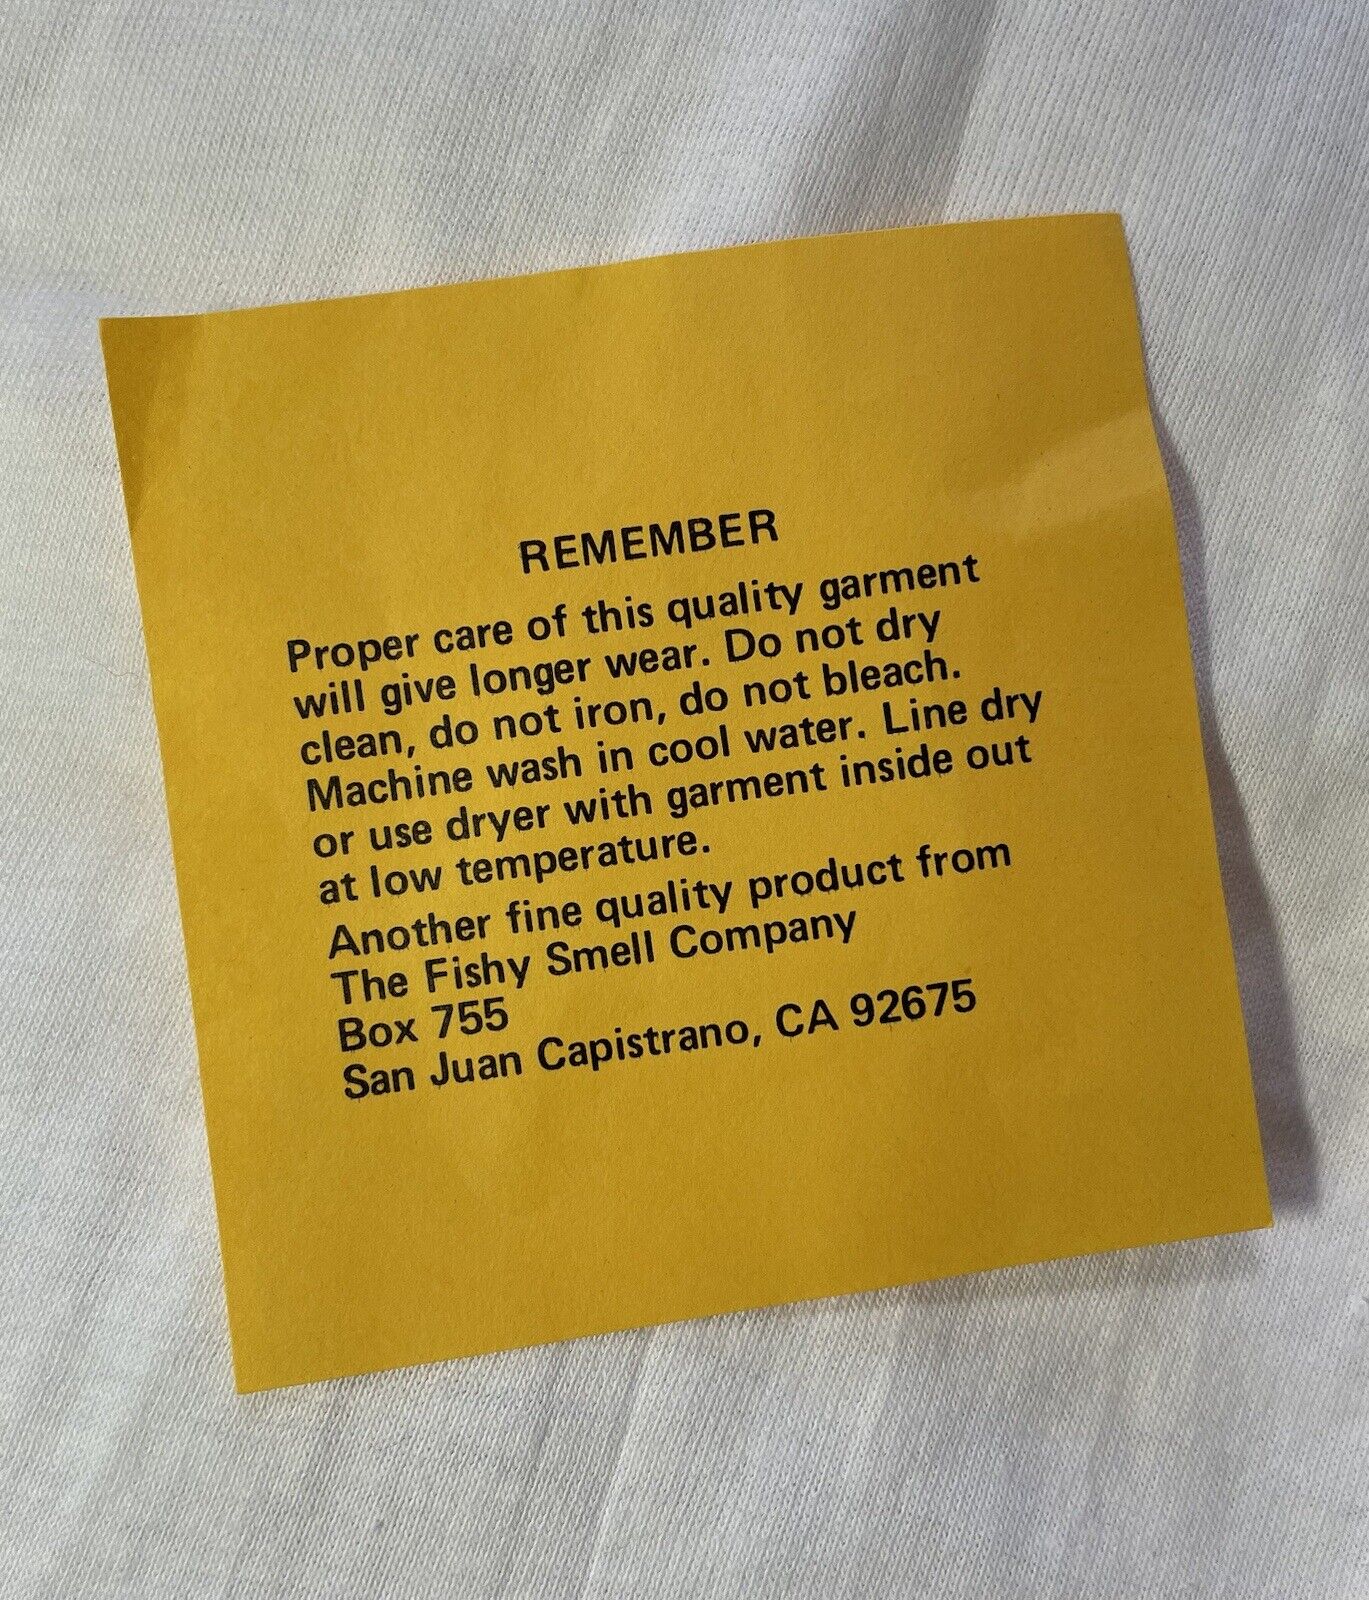 REMEMBER
Proper care of this quality garment
will give longer wear. Do not dry
clean, do not iron, do not bleach.
Machine wash in cool water. Line dry
or use dryer with garment inside out
at low temperature.
Another fine quality product from
The Fishy Smell Company
Box 755
San Juan Capistrano, CA 92675